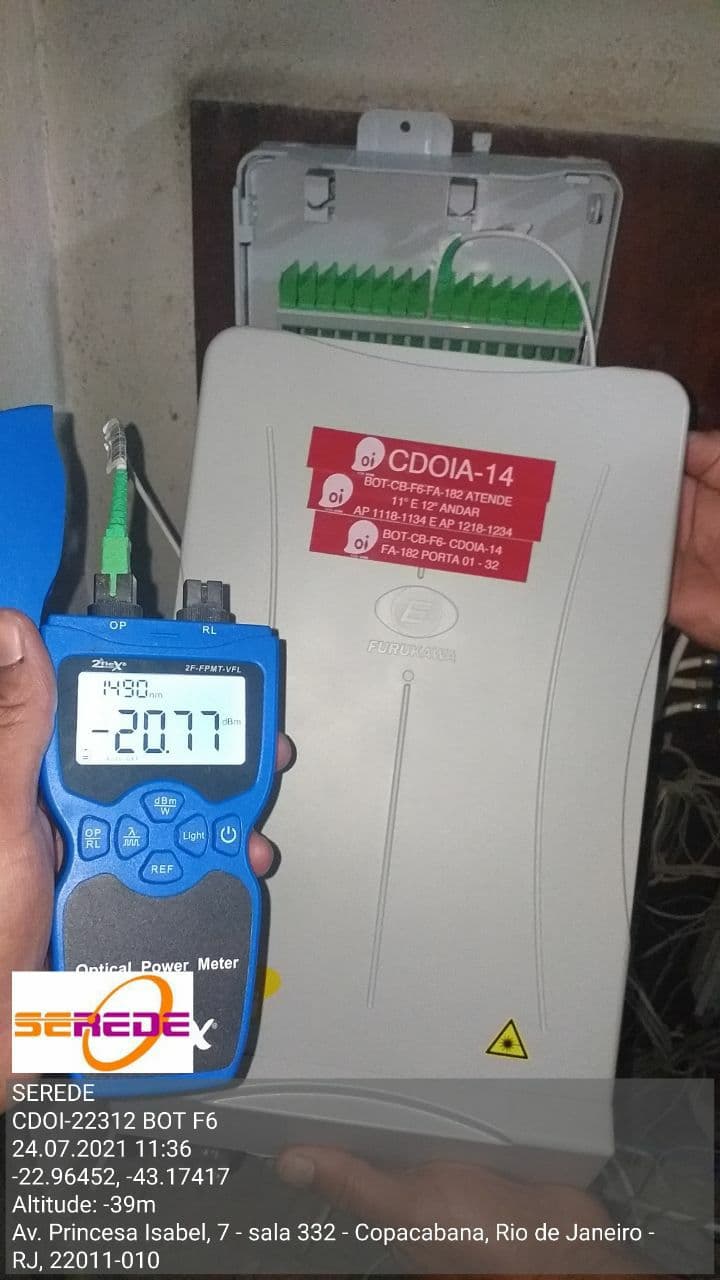 oi CDOIA-14
oi BOT-CB-F6-FA-182 ATENDE
11° E 12° ANDAR
AP 1118-1134 E AP 1218-1234
oi BOT-CB-F6- CDOIA-14
FA-182 PORTA 01 - 32
E
FURUKAWA
OP RL
2flex® 2F-FPMT-VFL
1490nm
-20.77 dBm
dBm
W
OP
RL
λ
Light
REF
Optical Power Meter
X®
SEREDE
SEREDE
CDOI-22312 BOT F6
24.07.2021 11:36
-22.96452, -43.17417
Altitude: -39m
Av. Princesa Isabel, 7 - sala 332 - Copacabana, Rio de Janeiro -
RJ, 22011-010